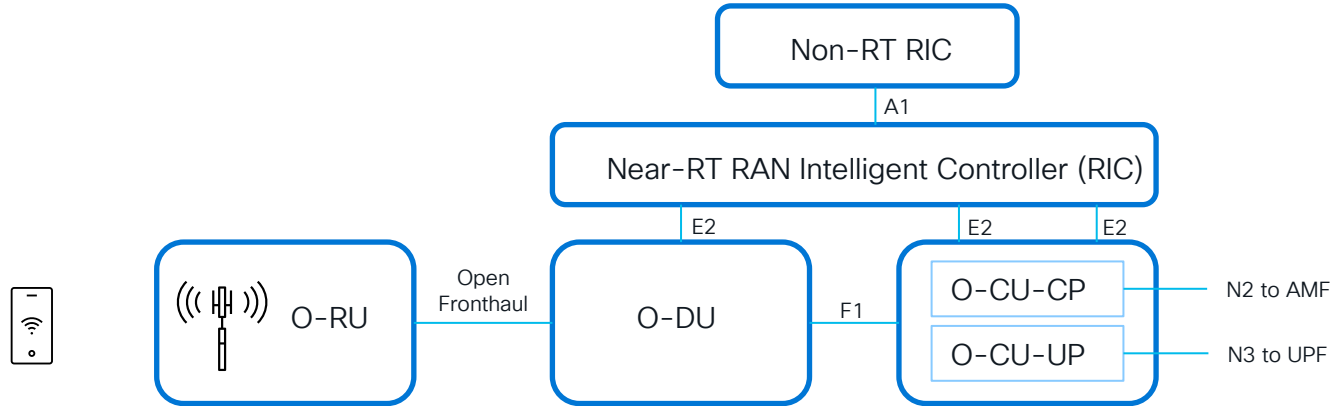 Non-RT RIC
A1
Near-RT RAN Intelligent Controller (RIC)
E2
E2
E2
O-RU
Open
Fronthaul
O-DU
F1
O-CU-CP
N2 to AMF
O-CU-UP
N3 to UPF